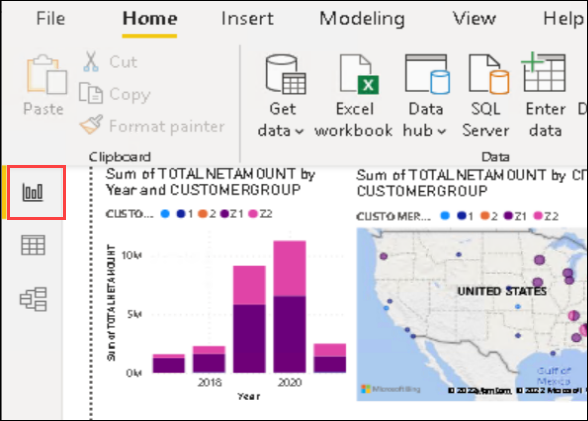 File Home Insert Modeling View Help
Cut
Copy
Paste
Format painter
Clipboard
Get data
Excel workbook
Data hub
SQL Server
Enter data
D
Data
Sum of TOTALNETAMOUNT by
Year and CUSTOMERGROUP
CUSTO... 1 2 Z1 Z2
Sum of TOTALNETAMOUNT
10M
5M
0M
2018 2020
Year
Sum of TOTALNETAMOUNT by CI
CUSTOMERGROUP
CUSTOMER... 1 2 Z1 Z2
UNITED STATES
Gulf of
Mexico
Microsoft Bing
© 2022 TomTom, © 2022 Microsoft